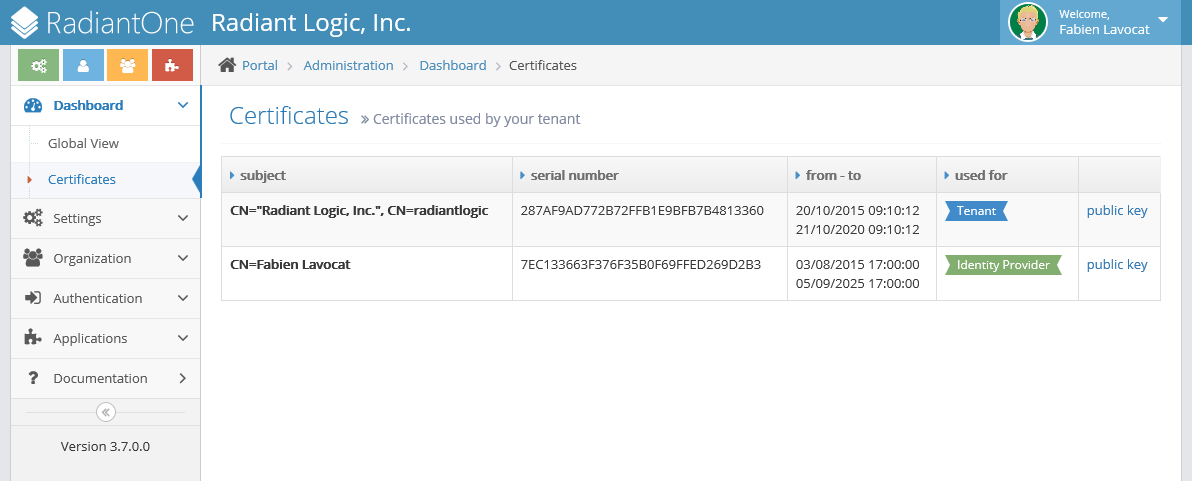 RadiantOne Radiant Logic, Inc.
Welcome,
Fabien Lavocat
Portal > Administration > Dashboard > Certificates
Dashboard
Global View
Certificates
Settings
Organization
Authentication
Applications
? Documentation
«
Version 3.7.0.0
Certificates » Certificates used by your tenant
subject serial number from - to used for
CN="Radiant Logic, Inc.", CN=radiantlogic 287AF9AD772B72FFB1E9BFB7B4813360 20/10/2015 09:10:12 Tenant public key
21/10/2020 09:10:12
CN=Fabien Lavocat 7EC133663F376F35B0F69FFED269D2B3 03/08/2015 17:00:00 Identity Provider public key
05/09/2025 17:00:00